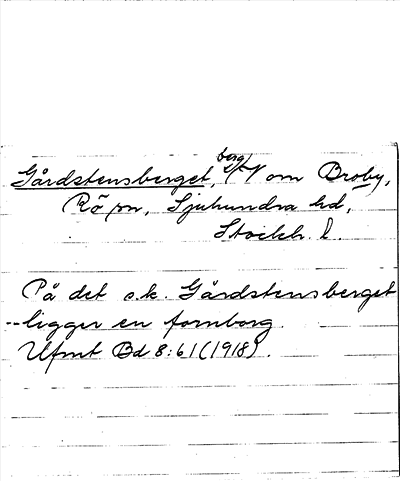 Gårdstensberget, berg V om Broby,
Rö sn, Sjuhundra hd,
Stockh. l.
På det s.k. Gårdstensberget
ligger en fornborg.
Ufmt Bd 8:61 (1918).